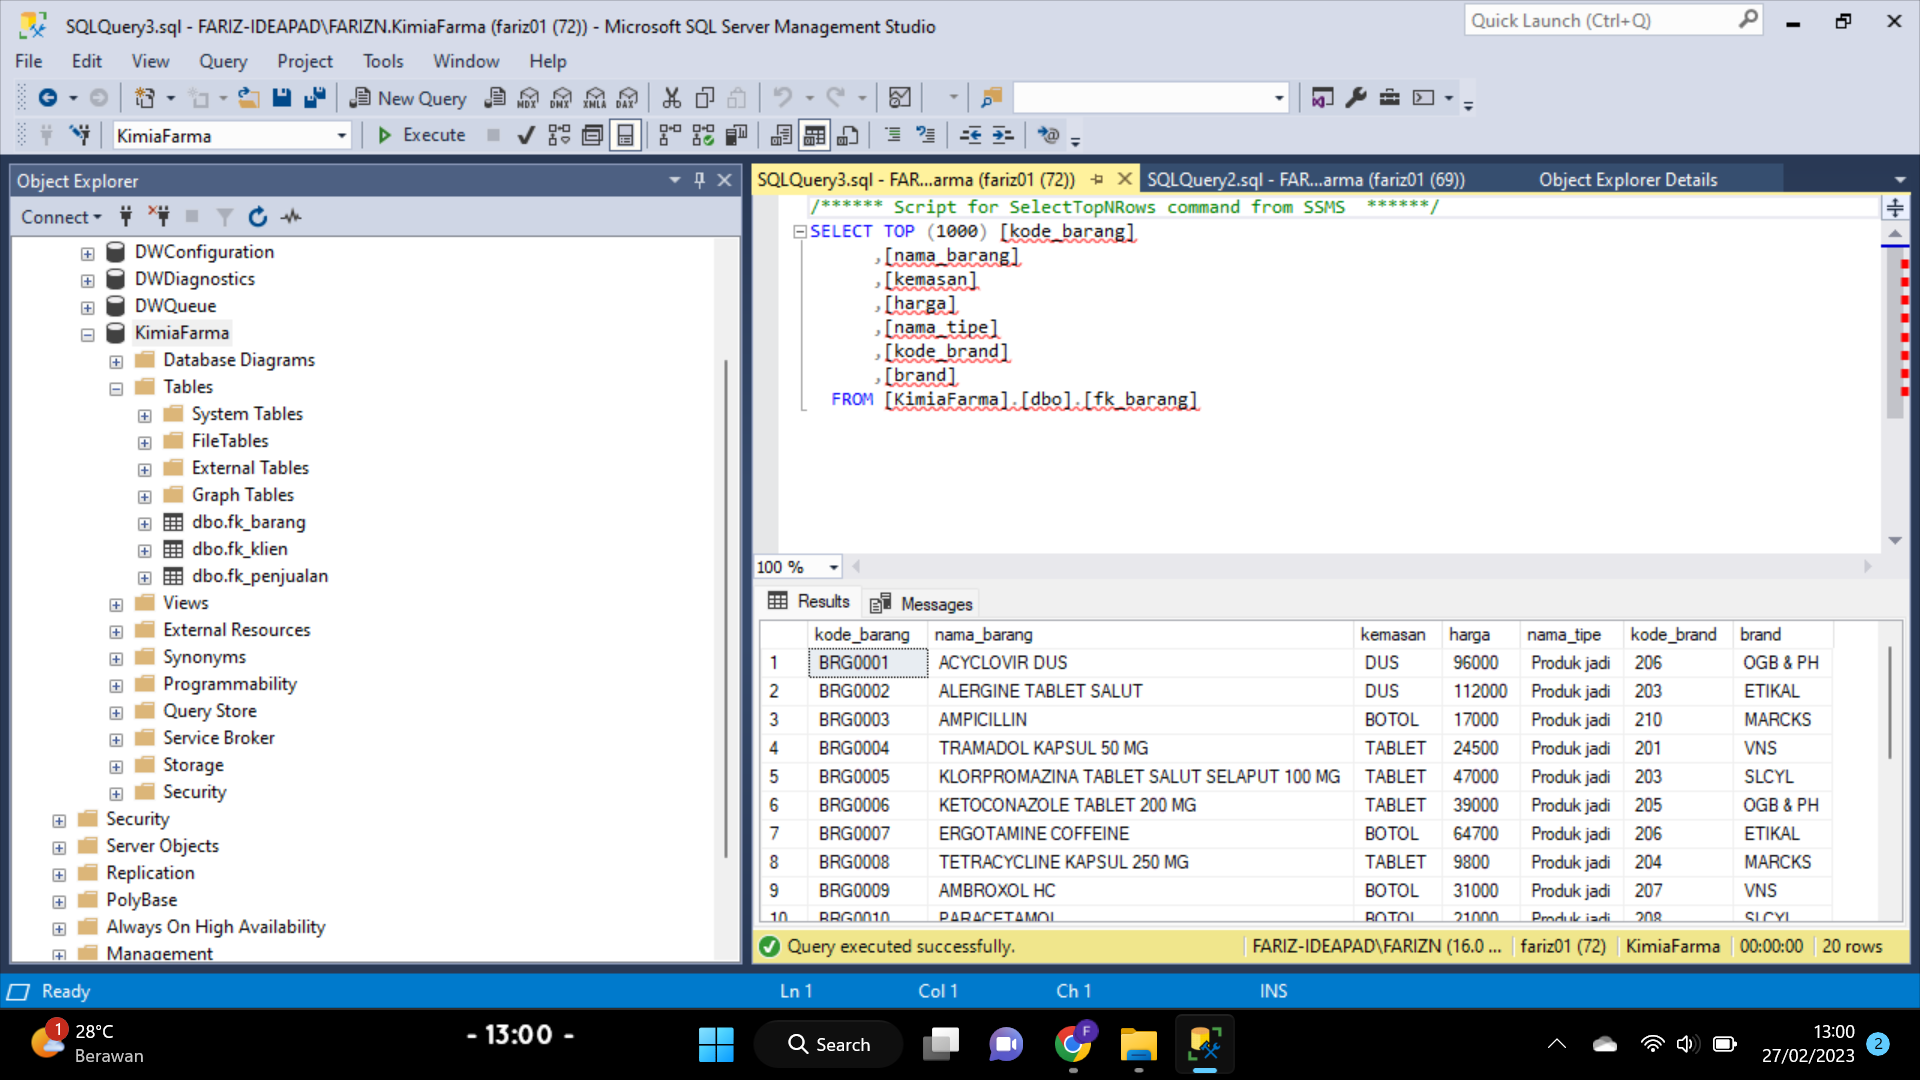 SQLQuery3.sql - FARIZ-IDEAPAD\FARIZN.KimiaFarma (fariz01 (72)) - Microsoft SQL Server Management Studio
Quick Launch (Ctrl+Q)
File Edit View Query Project Tools Window Help
New Query MDX DMX XMLA DAX
KimiaFarma Execute
Object Explorer
Connect
DWConfiguration
DWDiagnostics
DWQueue
KimiaFarma
Database Diagrams
Tables
System Tables
FileTables
External Tables
Graph Tables
dbo.fk_barang
dbo.fk_klien
dbo.fk_penjualan
Views
External Resources
Synonyms
Programmability
Query Store
Service Broker
Storage
Security
Security
Server Objects
Replication
PolyBase
Always On High Availability
Management
SQLQuery3.sql - FAR...arma (fariz01 (72)) SQLQuery2.sql - FAR...arma (fariz01 (69)) Object Explorer Details
/****** Script for SelectTopNRows command from SSMS ******/
SELECT TOP (1000) [kode_barang]
,[nama_barang]
,[kemasan]
,[harga]
,[nama_tipe]
,[kode_brand]
,[brand]
FROM [KimiaFarma].[dbo].[fk_barang]
100 %
Results Messages
kode_barang nama_barang kemasan harga nama_tipe kode_brand brand
1 BRG0001 ACYCLOVIR DUS DUS 96000 Produk jadi 206 OGB & PH
2 BRG0002 ALERGINE TABLET SALUT DUS 112000 Produk jadi 203 ETIKAL
3 BRG0003 AMPICILLIN BOTOL 17000 Produk jadi 210 MARCKS
4 BRG0004 TRAMADOL KAPSUL 50 MG TABLET 24500 Produk jadi 201 VNS
5 BRG0005 KLORPROMAZINA TABLET SALUT SELAPUT 100 MG TABLET 47000 Produk jadi 203 SLCYL
6 BRG0006 KETOCONAZOLE TABLET 200 MG TABLET 39000 Produk jadi 205 OGB & PH
7 BRG0007 ERGOTAMINE COFFEINE BOTOL 64700 Produk jadi 206 ETIKAL
8 BRG0008 TETRACYCLINE KAPSUL 250 MG TABLET 9800 Produk jadi 204 MARCKS
9 BRG0009 AMBROXOL HC BOTOL 31000 Produk jadi 207 VNS
10 BRG0010 PARACETAMOL BOTOL 21000 Produk jadi 208 SLCYL
Query executed successfully. FARIZ-IDEAPAD\FARIZN (16.0 ... fariz01 (72) KimiaFarma 00:00:00 20 rows
Ready Ln 1 Col 1 Ch 1 INS
1
28°C
Berawan
- 13:00 -
Search
F
13:00
27/02/2023
2